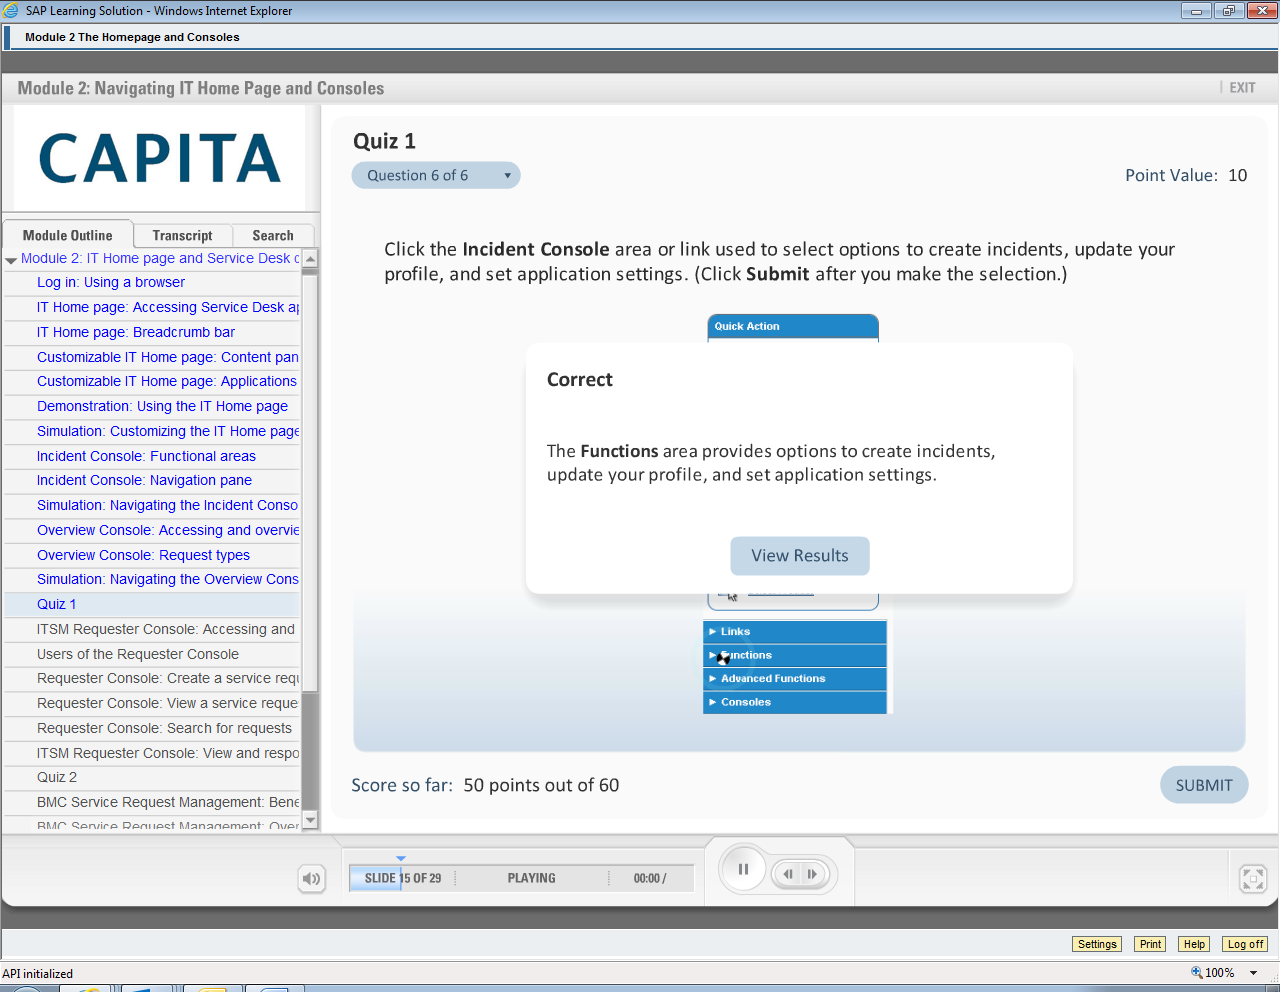 SAP Learning Solution - Windows Internet Explorer
Module 2 The Homepage and Consoles
Module 2: Navigating IT Home Page and Consoles
EXIT
CAPITA
Module Outline
Transcript
Search
Module 2: IT Home page and Service Desk c
Log in: Using a browser
IT Home page: Accessing Service Desk ap
IT Home page: Breadcrumb bar
Customizable IT Home page: Content pan
Customizable IT Home page: Applications
Demonstration: Using the IT Home page
Simulation: Customizing the IT Home page
Incident Console: Functional areas
Incident Console: Navigation pane
Simulation: Navigating the Incident Conso
Overview Console: Accessing and overvie
Overview Console: Request types
Simulation: Navigating the Overview Cons
Quiz 1
ITSM Requester Console: Accessing and
Users of the Requester Console
Requester Console: Create a service requ
Requester Console: View a service reque
Requester Console: Search for requests
ITSM Requester Console: View and respo
Quiz 2
BMC Service Request Management: Bene
BMC Service Request Management: Over
Quiz 1
Question 6 of 6
Point Value: 10
Click the Incident Console area or link used to select options to create incidents, update your
profile, and set application settings. (Click Submit after you make the selection.)
Quick Action
Correct
The Functions area provides options to create incidents,
update your profile, and set application settings.
View Results
Links
Functions
Advanced Functions
Consoles
Score so far: 50 points out of 60
SUBMIT
SLIDE 15 OF 29
PLAYING
00:00 /
Settings
Print
Help
Log off
API initialized
100%